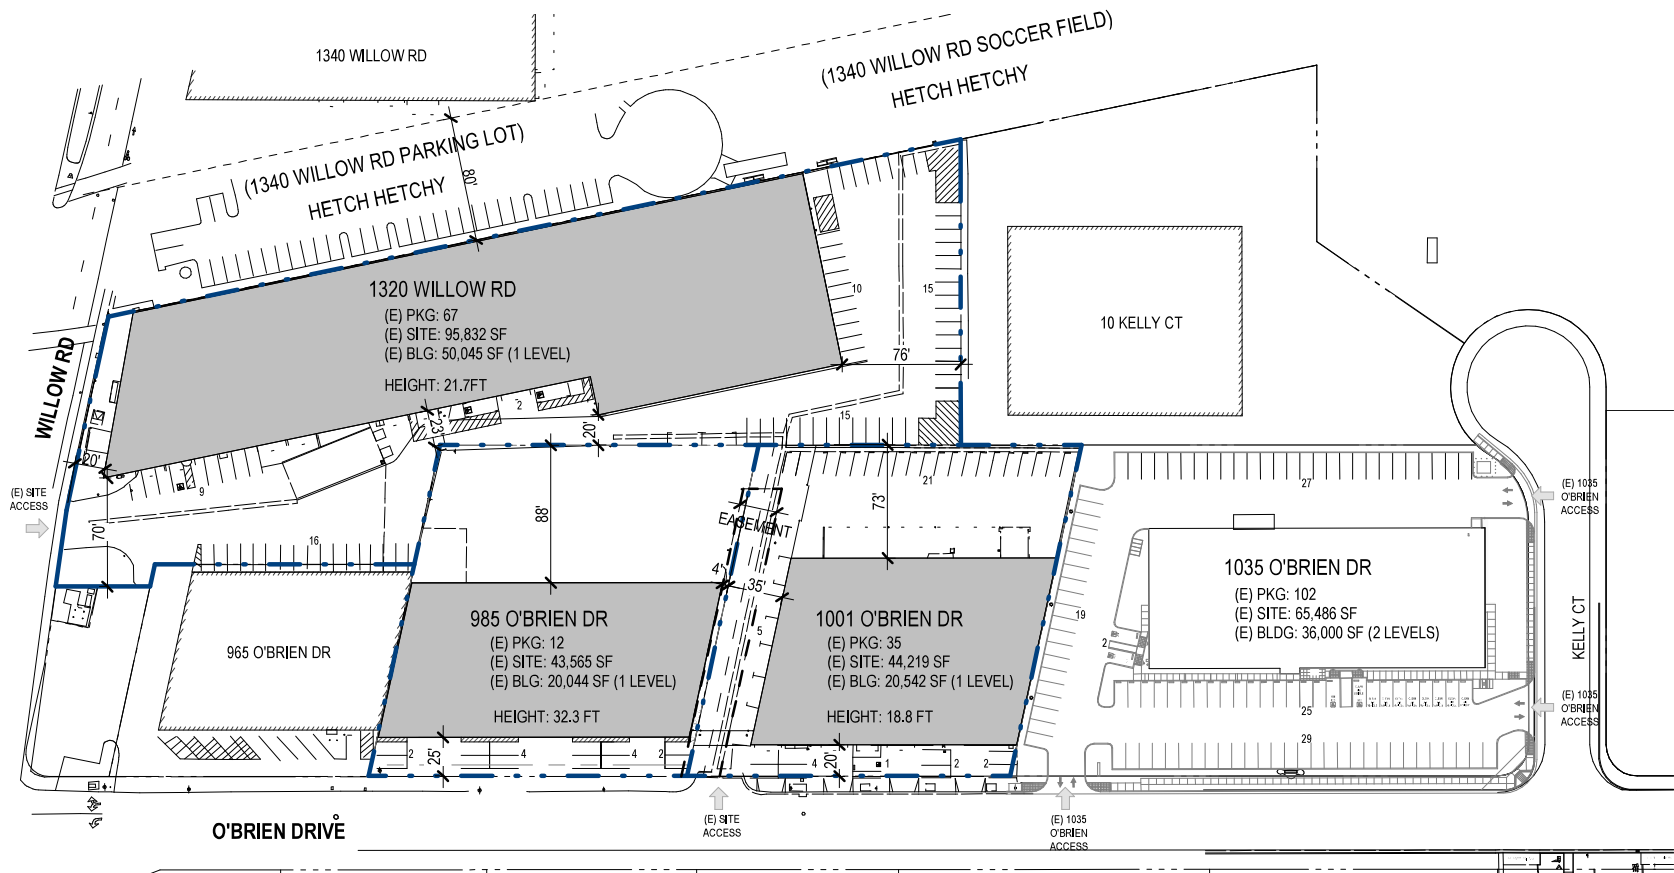 1340 WILLOW RD
(1340 WILLOW RD SOCCER FIELD)
HETCH HETCHY
(1340 WILLOW RD PARKING LOT)
HETCH HETCHY
80'
1320 WILLOW RD
(E) PKG: 67
(E) SITE: 95,832 SF
(E) BLG: 50,045 SF (1 LEVEL)
HEIGHT: 21.7FT
10
15
76'
10 KELLY CT
WILLOW RD
2
23'
20'
15
20'
9
(E) SITE
ACCESS
70'
16
88'
EASEMENT
21
73'
27
(E) 1035
O'BRIEN
ACCESS
4'
35'
965 O'BRIEN DR
985 O'BRIEN DR
(E) PKG: 12
(E) SITE: 43,565 SF
(E) BLG: 20,044 SF (1 LEVEL)
HEIGHT: 32.3 FT
5
1001 O'BRIEN DR
(E) PKG: 35
(E) SITE: 44,219 SF
(E) BLG: 20,542 SF (1 LEVEL)
HEIGHT: 18.8 FT
19
2
1035 O'BRIEN DR
(E) PKG: 102
(E) SITE: 65,486 SF
(E) BLDG: 36,000 SF (2 LEVELS)
KELLY CT
(E) 1035
O'BRIEN
ACCESS
25
29
2
25'
4
4
2
4
20'
1
2
2
O'BRIEN DRIVE
(E) SITE
ACCESS
(E) 1035
O'BRIEN
ACCESS